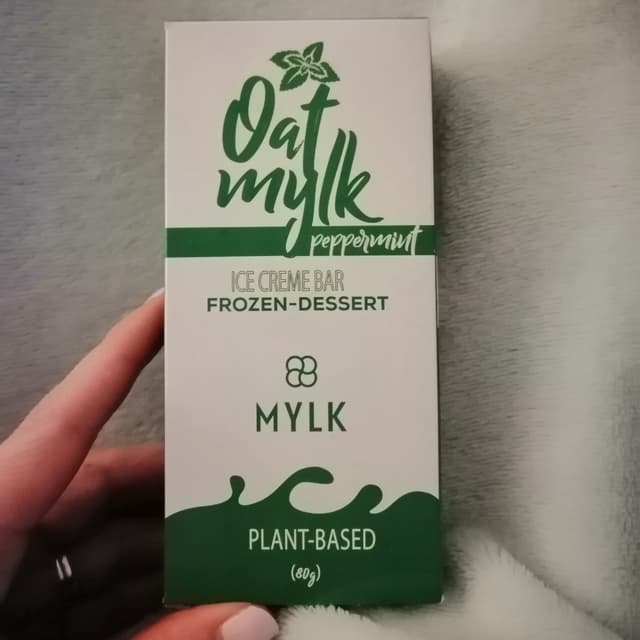 Oat
mylk
peppermint
ICE CREME BAR
FROZEN-DESSERT
MYLK
PLANT-BASED
(80g)